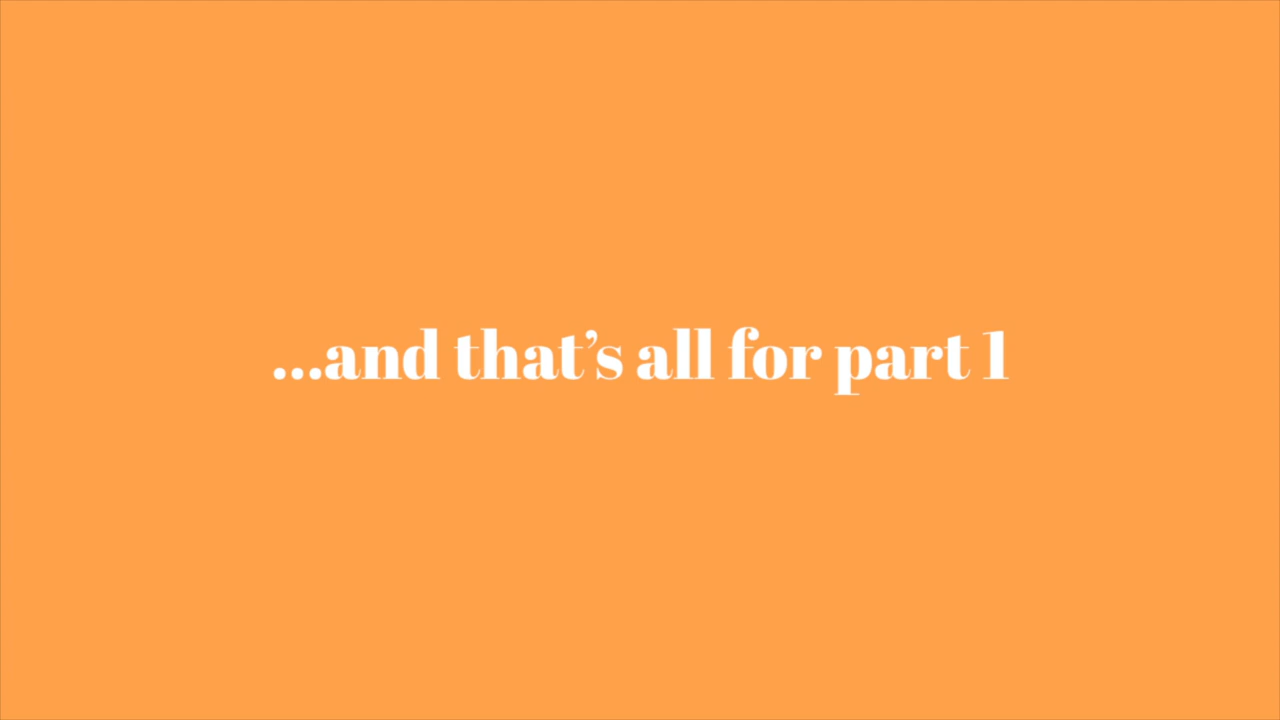 ...and that’s all for part 1